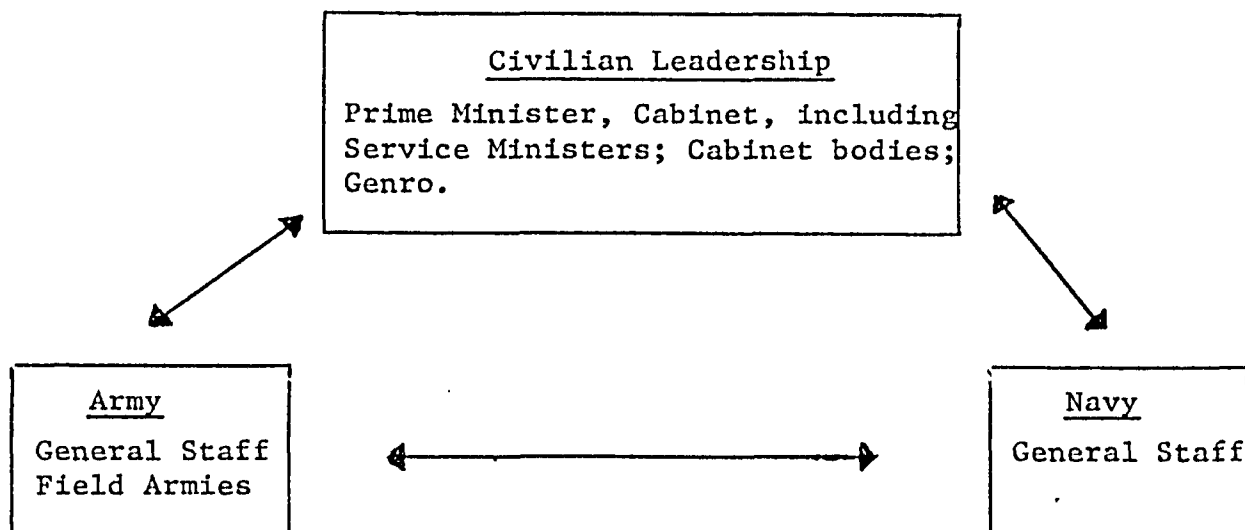 Civilian Leadership
Prime Minister, Cabinet, including
Service Ministers; Cabinet bodies;
Genro.
Army
General Staff
Field Armies
Navy
General Staff